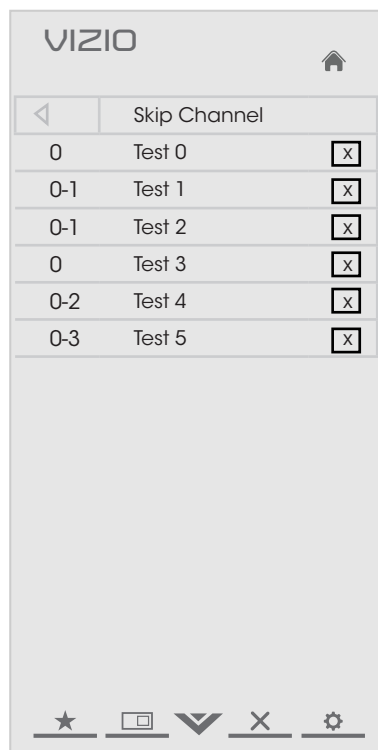 VIZIO
Skip Channel
0 Test 0 X
0-1 Test 1 X
0-1 Test 2 X
0 Test 3 X
0-2 Test 4 X
0-3 Test 5 X